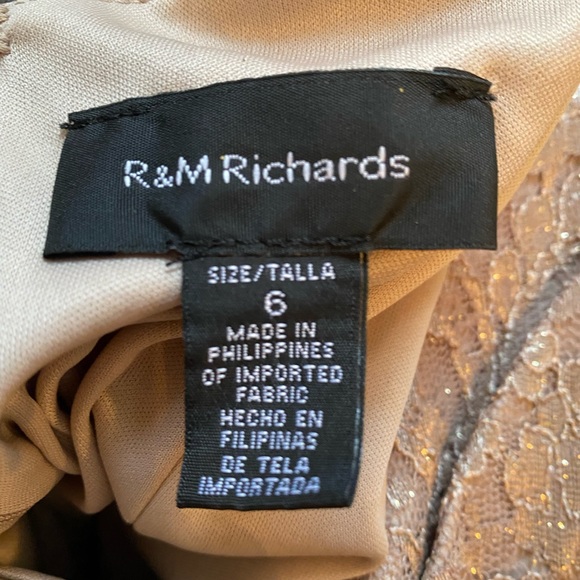 R&M Richards
SIZE/TALLA
6
MADE IN
PHILIPPINES
OF IMPORTED
FABRIC
HECHO EN
FILIPINAS
DE TELA
IMPORTADA